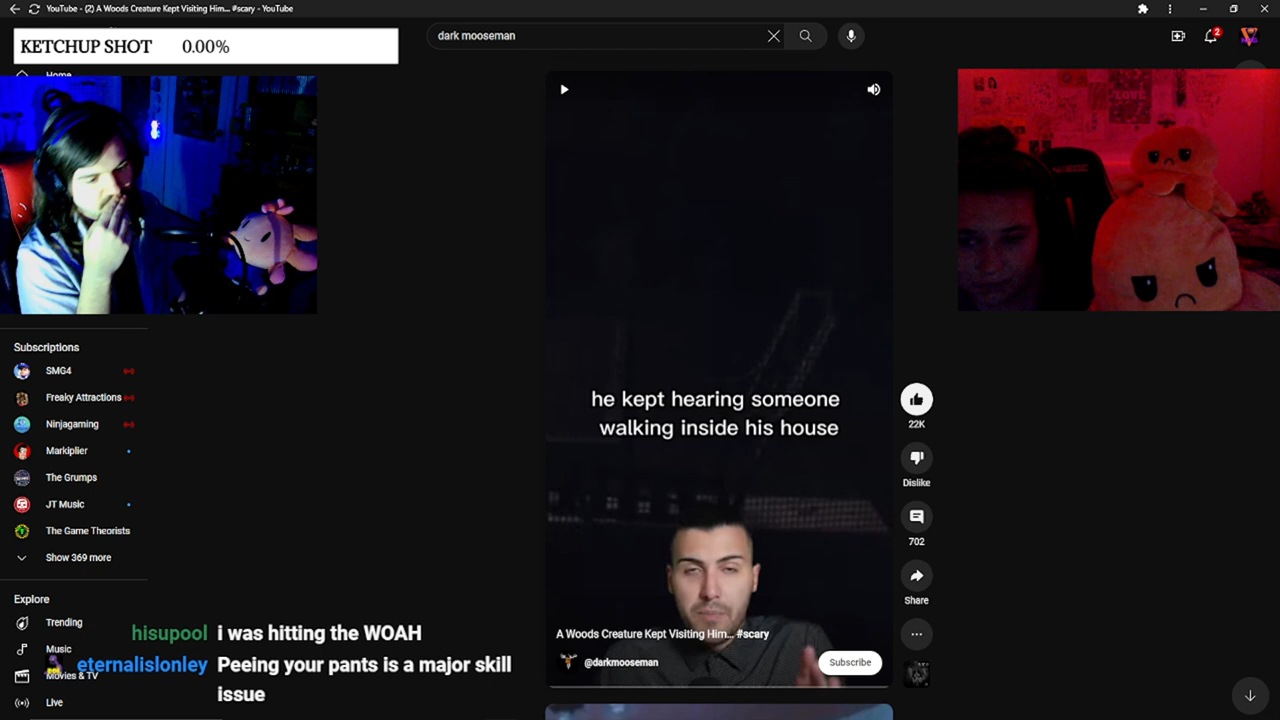 YouTube - (2) A Woods Creature Kept Visiting Him... #scary - YouTube
KETCHUP SHOT 0.00%
dark mooseman
2
Home
LOVE
he kept hearing someone
walking inside his house
Subscriptions
SMG4
Freaky Attractions
Ninjagaming
Markiplier
The Grumps
JT Music
The Game Theorists
Show 369 more
Explore
Trending
Music
Movies & TV
Live
22K
Dislike
702
Share
A Woods Creature Kept Visiting Him... #scary
@darkmooseman
Subscribe
hisupool i was hitting the WOAH
eternalislonley Peeing your pants is a major skill
issue